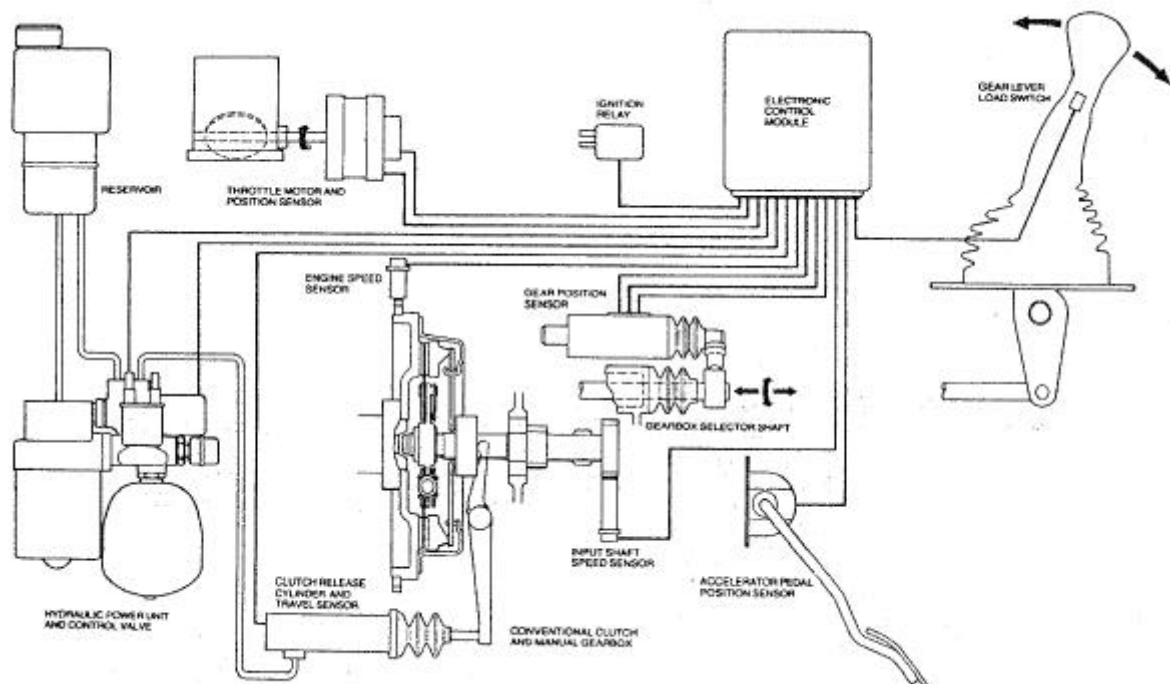 GEAR LEVER
LOAD SWITCH
IGNITION
RELAY
ELECTRONIC
CONTROL
MODULE
RESERVOIR
THROTTLE MOTOR AND
POSITION SENSOR
ENGINE SPEED
SENSOR
GEAR POSITION
SENSOR
GEARBOX SELECTOR SHAFT
INPUT SHAFT
SPEED SENSOR
ACCELERATOR PEDAL
POSITION SENSOR
CLUTCH RELEASE
CYLINDER AND
TRAVEL SENSOR
HYDRAULIC POWER UNIT
AND CONTROL VALVE
CONVENTIONAL CLUTCH
AND MANUAL GEARBOX